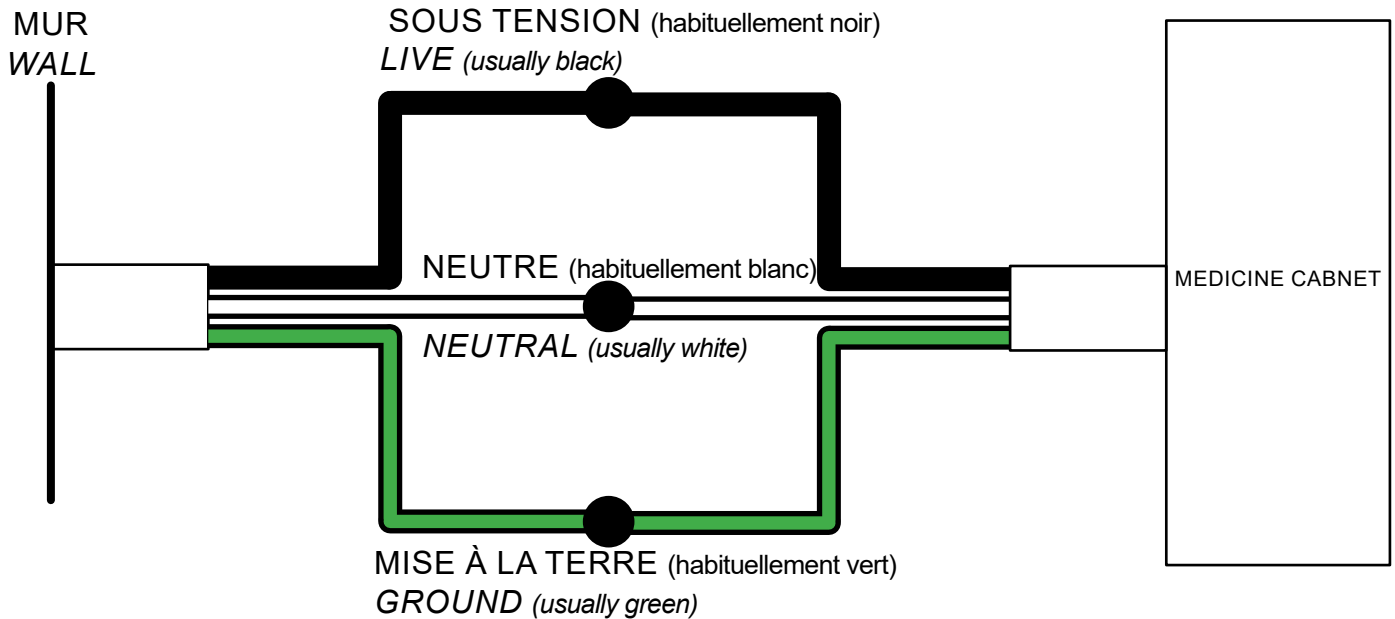 MUR
WALL
SOUS TENSION (habituellement noir)
LIVE (usually black)
NEUTRE (habituellement blanc)
NEUTRAL (usually white)
MEDICINE CABNET
MISE À LA TERRE (habituellement vert)
GROUND (usually green)